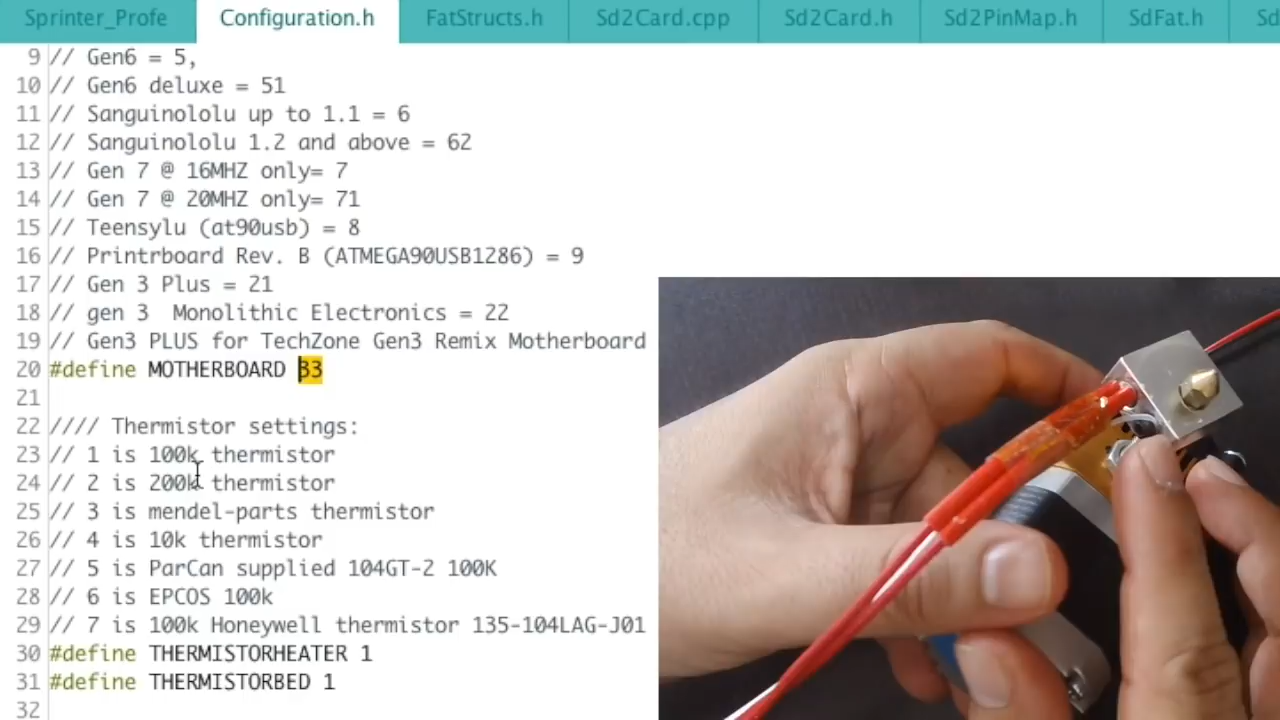 Sprinter_Profe Configuration.h FatStructs.h Sd2Card.cpp Sd2Card.h Sd2PinMap.h SdFat.h Sd
9 // Gen6 = 5,
10 // Gen6 deluxe = 51
11 // Sanguinololu up to 1.1 = 6
12 // Sanguinololu 1.2 and above = 62
13 // Gen 7 @ 16MHZ only= 7
14 // Gen 7 @ 20MHZ only= 71
15 // Teensylu (at90usb) = 8
16 // Printrboard Rev. B (ATMEGA90USB1286) = 9
17 // Gen 3 Plus = 21
18 // gen 3  Monolithic Electronics = 22
19 // Gen3 PLUS for TechZone Gen3 Remix Motherboard
20 #define MOTHERBOARD 33
21
22 //// Thermistor settings:
23 // 1 is 100k thermistor
24 // 2 is 200k thermistor
25 // 3 is mendel-parts thermistor
26 // 4 is 10k thermistor
27 // 5 is ParCan supplied 104GT-2 100K
28 // 6 is EPCOS 100k
29 // 7 is 100k Honeywell thermistor 135-104LAG-J01
30 #define THERMISTORHEATER 1
31 #define THERMISTORBED 1
32